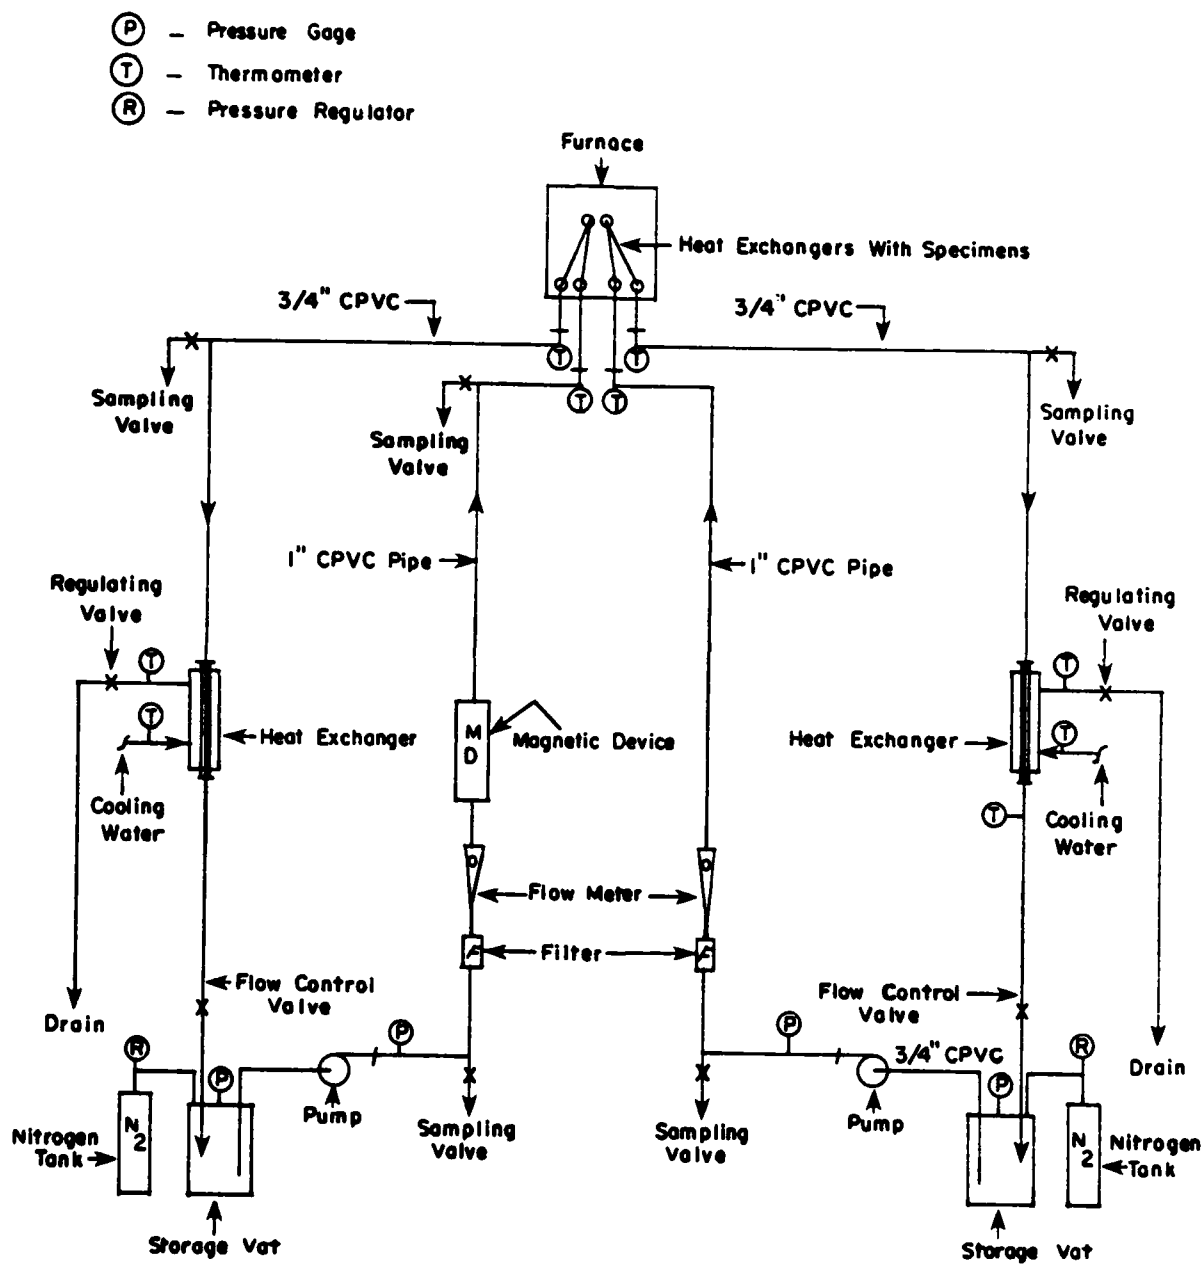 P – Pressure Gage
T – Thermometer
R – Pressure Regulator
Furnace
Heat Exchangers With Specimens
3/4" CPVC
3/4" CPVC
T
T
T
T
Sampling
Valve
Sampling
Valve
Sampling
Valve
1" CPVC Pipe
1" CPVC Pipe
Regulating
Valve
Regulating
Valve
T
T
T
T
Heat Exchanger
M
D
Magnetic Device
Heat Exchanger
Cooling
Water
T
Cooling
Water
Flow Meter
Filter
F
F
Flow Control
Valve
Flow Control
Valve
Drain
Drain
R
P
P
P
3/4" CPVC
P
R
Pump
Pump
N2
Nitrogen
Tank
Sampling
Valve
Sampling
Valve
N2
Nitrogen
Tank
Storage Vat
Storage Vat